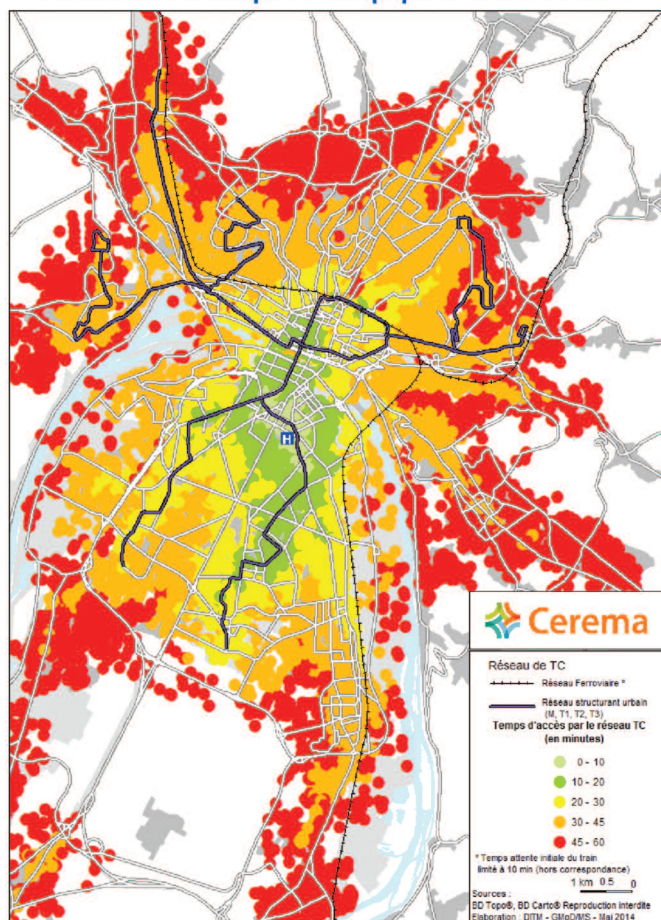 H
Cerema
Réseau de TC
Réseau Ferroviaire *
Réseau structurant urbain
(M, T1, T2, T3)
Temps d'accès par le réseau TC
(en minutes)
0 - 10
10 - 20
20 - 30
30 - 45
45 - 60
* Temps attente initiale du train
limité à 10 min (hors correspondance)
1 km 0.5 0
Sources :
BD Topo®, BD Carto® Reproduction Interdite
Elaboration : DITM - GMoD/MS - Mai 2014